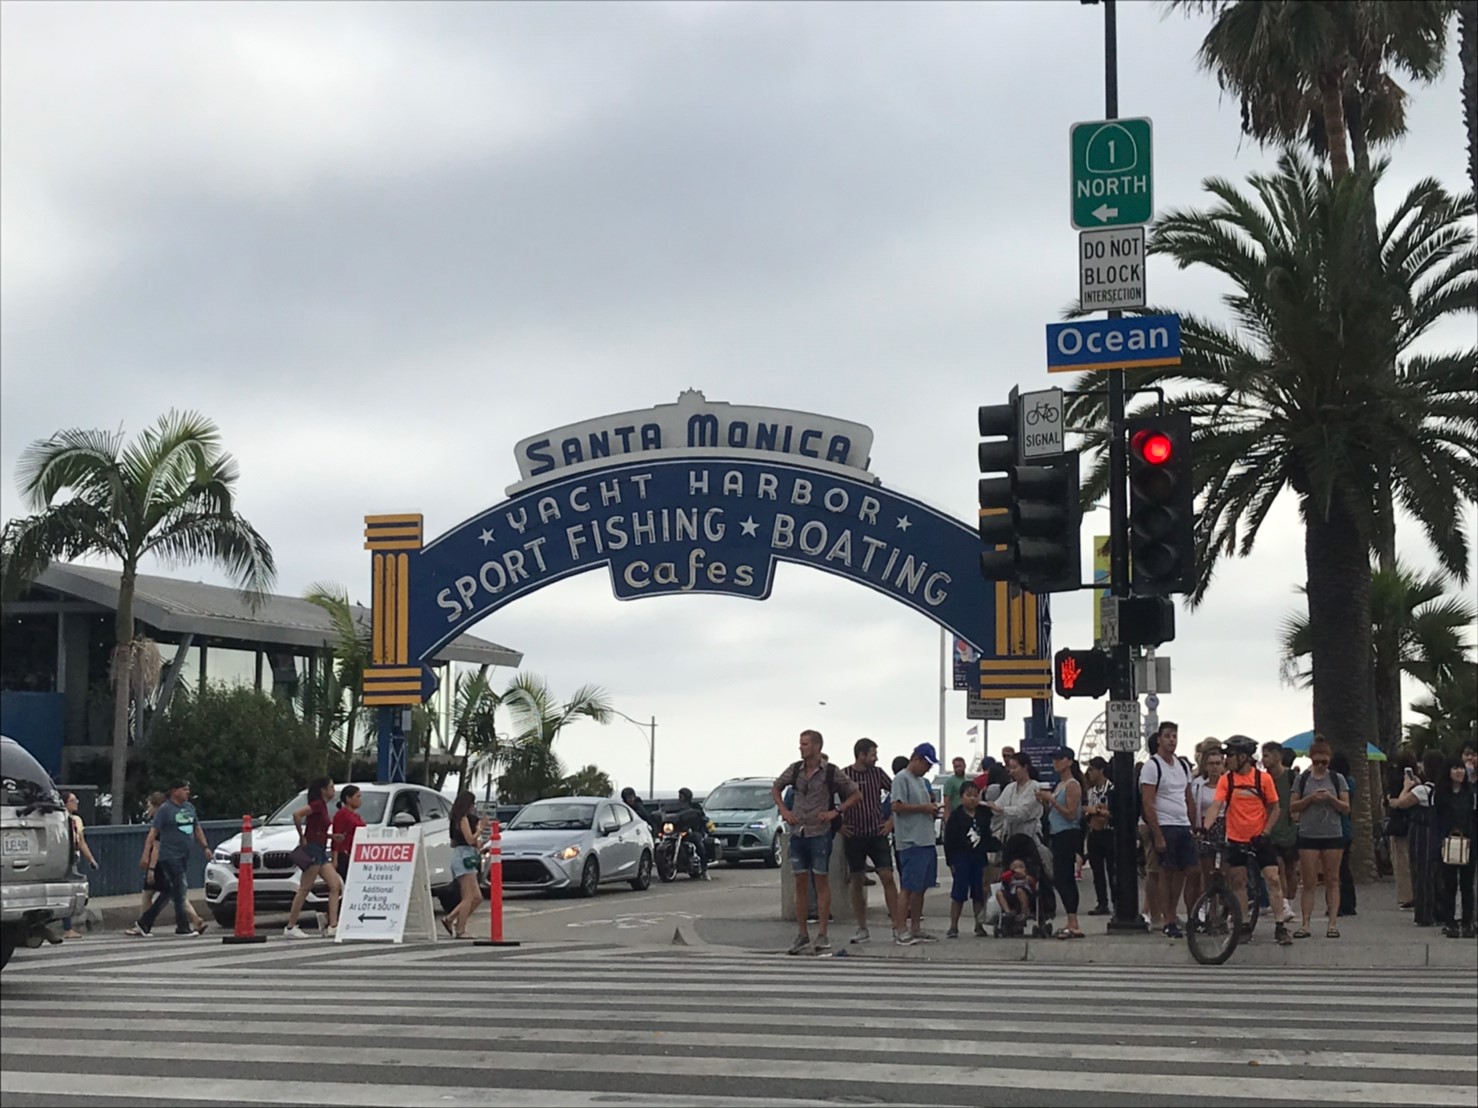 1
NORTH
DO NOT
BLOCK
INTERSECTION
Ocean
SIGNAL
SANTA MONICA
YACHT HARBOR
SPORT FISHING ★ BOATING
cafes
CROSS
ON
WALK
SIGNAL
ONLY
NOTICE
No Vehicle
Access
Additional
Parking
At LOT 4 SOUTH